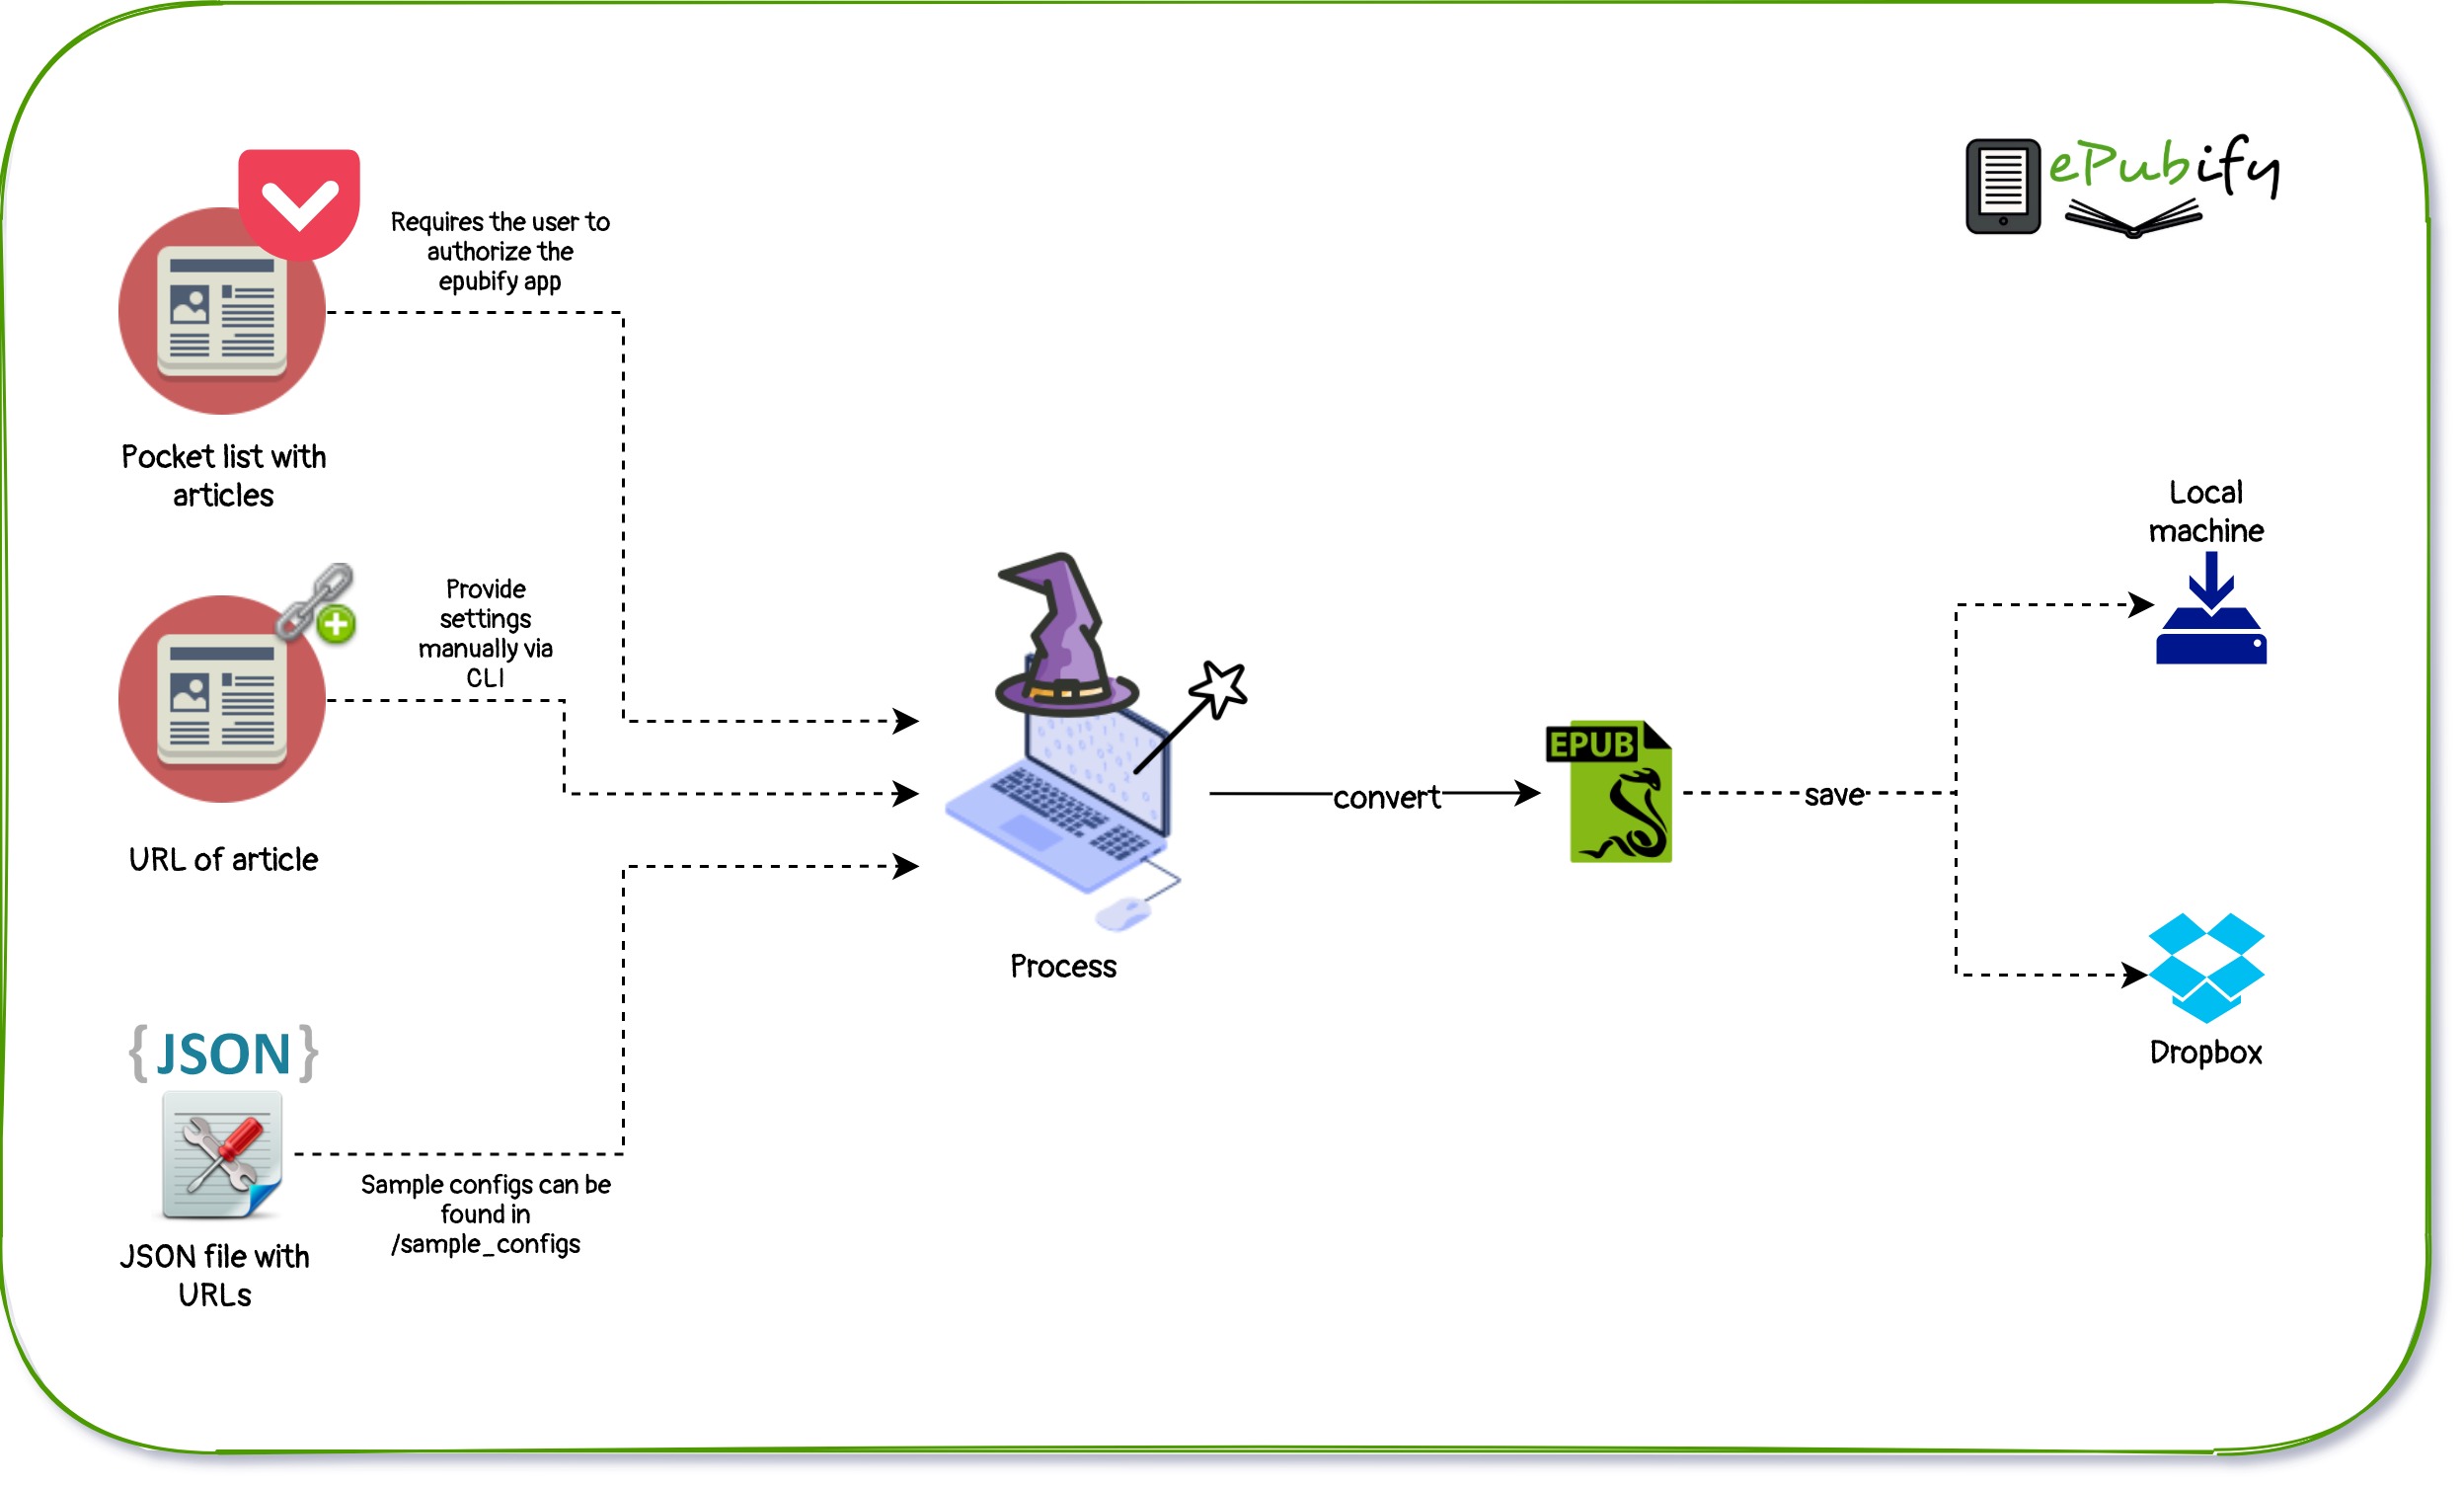 ePubify
Requires the user to
authorize the
epubify app
Pocket list with
articles
Provide
settings
manually via
CLI
URL of article
{ JSON }
JSON file with
URLs
Sample configs can be
found in
/sample_configs
Process
convert
EPUB
save
Local
machine
Dropbox